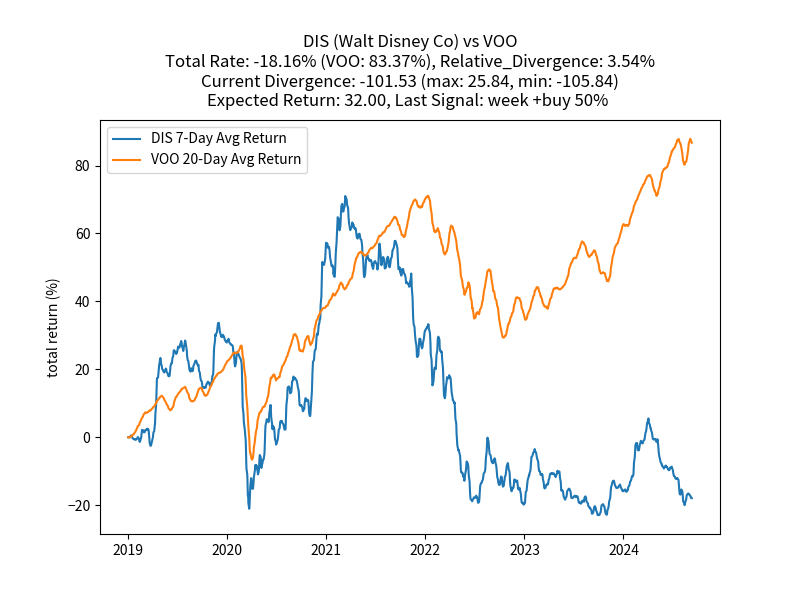 DIS (Walt Disney Co) vs VOO
Total Rate: -18.16% (VOO: 83.37%), Relative_Divergence: 3.54%
Current Divergence: -101.53 (max: 25.84, min: -105.84)
Expected Return: 32.00, Last Signal: week +buy 50%
DIS 7-Day Avg Return
VOO 20-Day Avg Return
total return (%)
80
60
40
20
0
−20
2019 2020 2021 2022 2023 2024